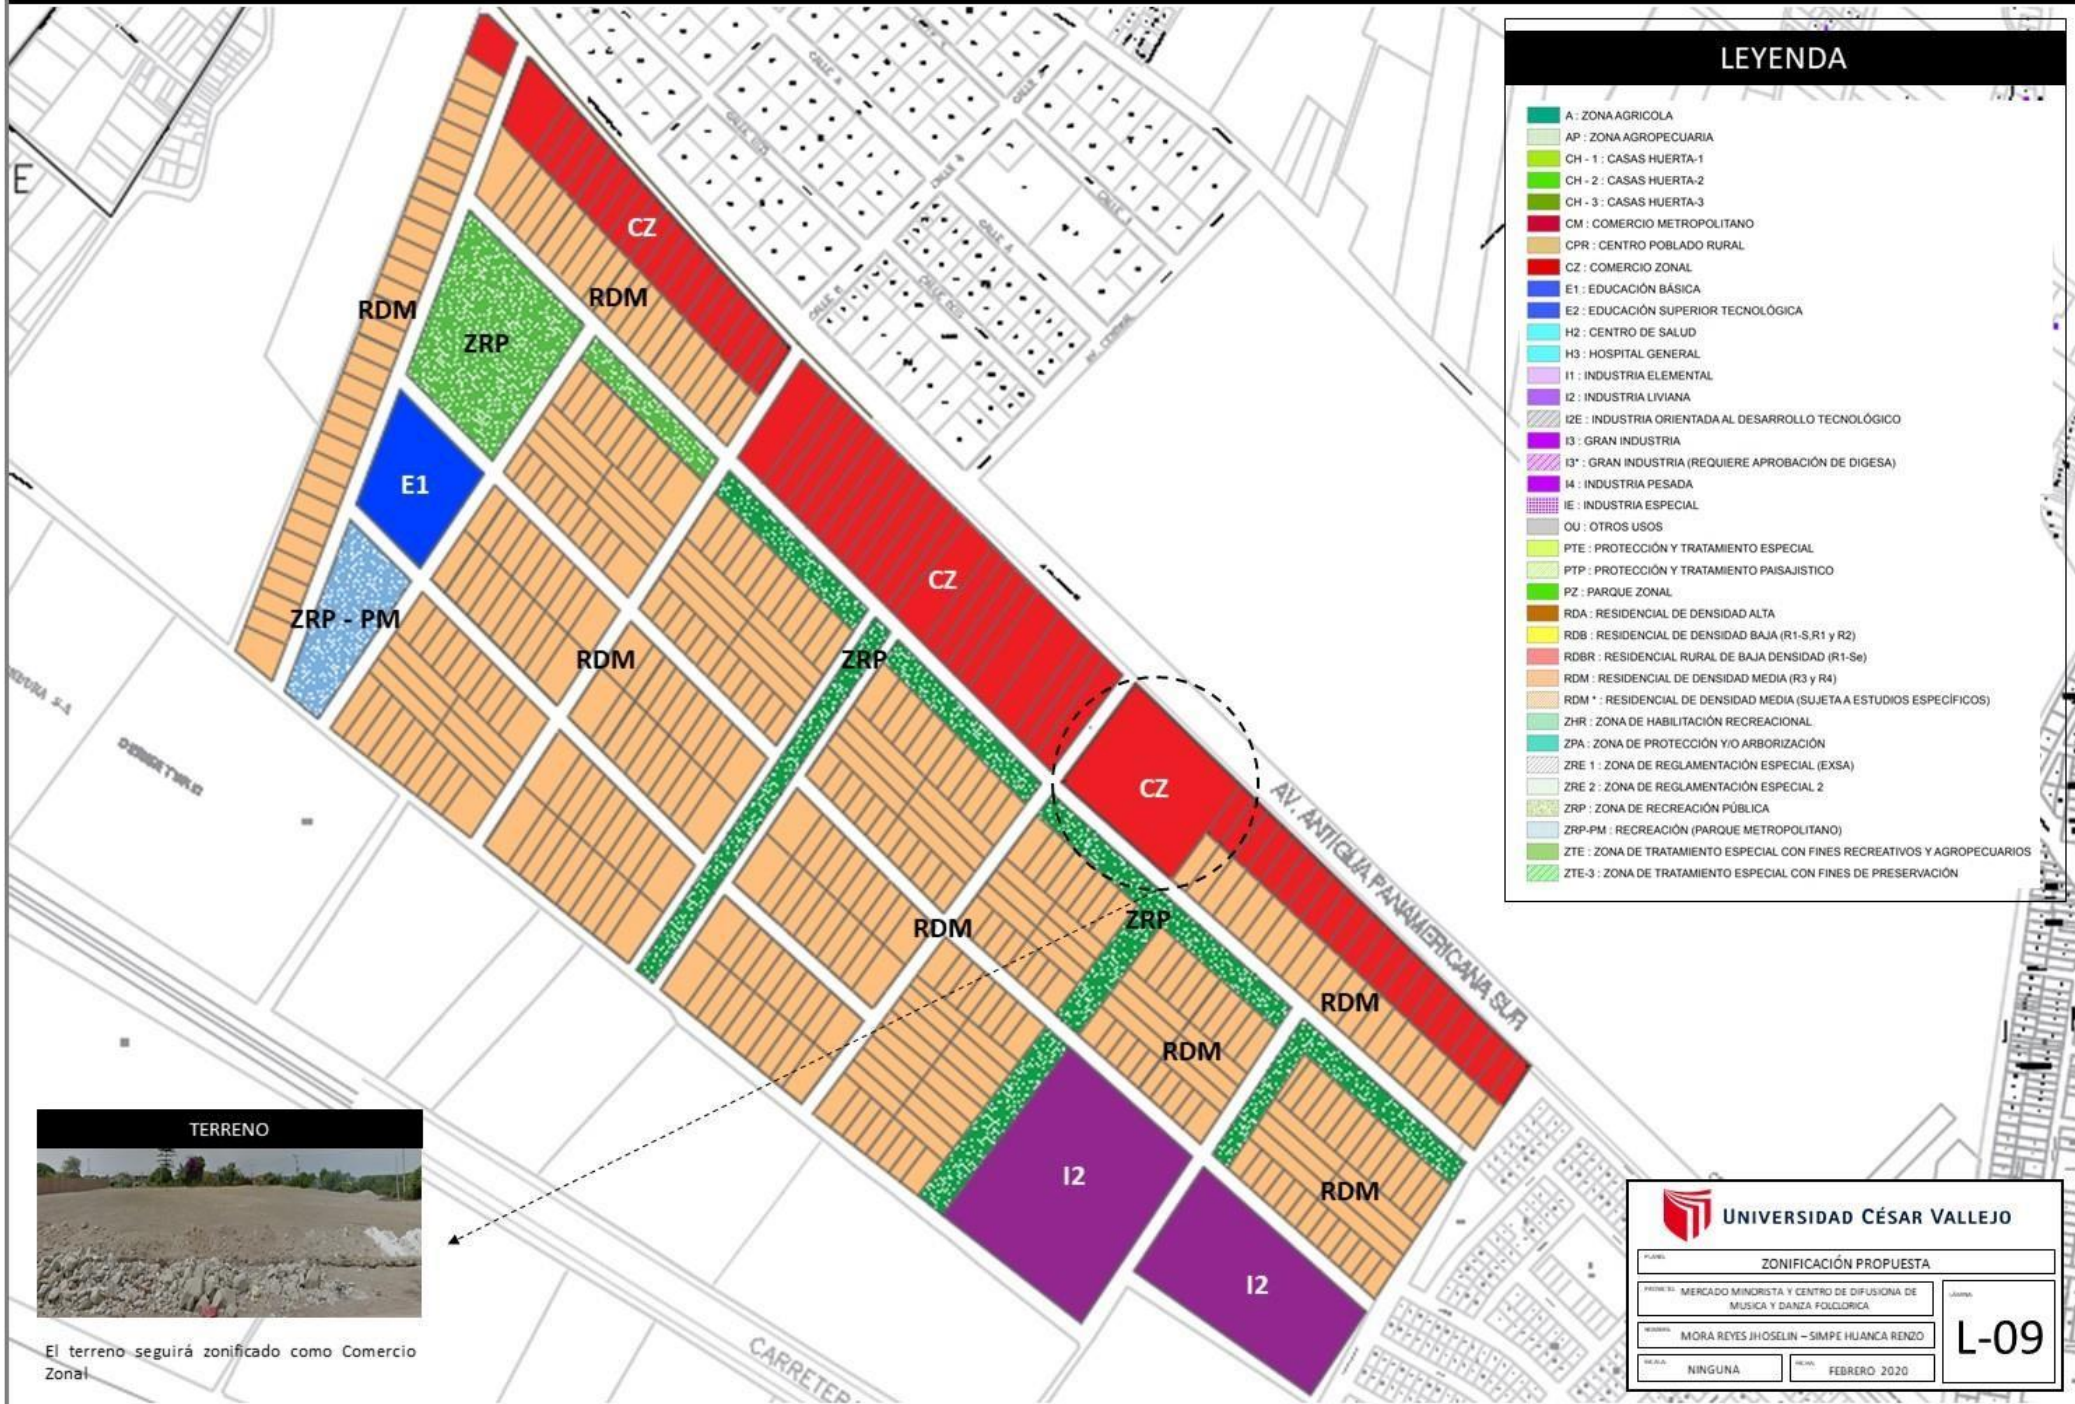 LEYENDA
A : ZONA AGRICOLA
AP : ZONA AGROPECUARIA
CH - 1 : CASAS HUERTA-1
CH - 2 : CASAS HUERTA-2
CH - 3 : CASAS HUERTA-3
CM : COMERCIO METROPOLITANO
CPR : CENTRO POBLADO RURAL
CZ : COMERCIO ZONAL
E1 : EDUCACIÓN BÁSICA
E2 : EDUCACIÓN SUPERIOR TECNOLÓGICA
H2 : CENTRO DE SALUD
H3 : HOSPITAL GENERAL
I1 : INDUSTRIA ELEMENTAL
I2 : INDUSTRIA LIVIANA
I2E : INDUSTRIA ORIENTADA AL DESARROLLO TECNOLÓGICO
I3 : GRAN INDUSTRIA
I3* : GRAN INDUSTRIA (REQUIERE APROBACIÓN DE DIGESA)
I4 : INDUSTRIA PESADA
IE : INDUSTRIA ESPECIAL
OU : OTROS USOS
PTE : PROTECCIÓN Y TRATAMIENTO ESPECIAL
PTP : PROTECCIÓN Y TRATAMIENTO PAISAJISTICO
PZ : PARQUE ZONAL
RDA : RESIDENCIAL DE DENSIDAD ALTA
RDB : RESIDENCIAL DE DENSIDAD BAJA (R1-S,R1 y R2)
RDBR : RESIDENCIAL RURAL DE BAJA DENSIDAD (R1-Se)
RDM : RESIDENCIAL DE DENSIDAD MEDIA (R3 y R4)
RDM * : RESIDENCIAL DE DENSIDAD MEDIA (SUJETA A ESTUDIOS ESPECÍFICOS)
ZHR : ZONA DE HABILITACIÓN RECREACIONAL
ZPA : ZONA DE PROTECCIÓN Y/O ARBORIZACIÓN
ZRE 1 : ZONA DE REGLAMENTACIÓN ESPECIAL (EXSA)
ZRE 2 : ZONA DE REGLAMENTACIÓN ESPECIAL 2
ZRP : ZONA DE RECREACIÓN PÚBLICA
ZRP-PM : RECREACIÓN (PARQUE METROPOLITANO)
ZTE : ZONA DE TRATAMIENTO ESPECIAL CON FINES RECREATIVOS Y AGROPECUARIOS
ZTE-3 : ZONA DE TRATAMIENTO ESPECIAL CON FINES DE PRESERVACIÓN
E
CALLE A
CALLE A
CALLE B
AV. CENTRAL
CZ
RDM
RDM
ZRP
E1
CZ
ZRP - PM
RDM
ZRP
CZ
AV. ANTIGUA PANAMERICANA SUR
ZRP
RDM
RDM
RDM
I2
RDM
I2
CARRETER
TERRENO
El terreno seguirá zonificado como Comercio
Zonal
UNIVERSIDAD CÉSAR VALLEJO
ZONIFICACIÓN PROPUESTA
MERCADO MINORISTA Y CENTRO DE DIFUSIONA DE
MUSICA Y DANZA FOLCLORICA
MORA REYES JHOSELIN – SIMPE HUANCA RENZO
NINGUNA
FEBRERO 2020
L-09